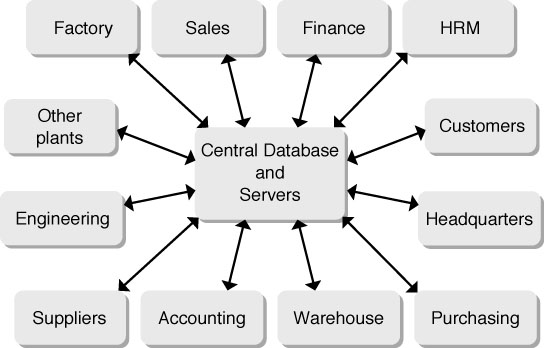 Factory
Sales
Finance
HRM
Other
plants
Central Database
and
Servers
Customers
Engineering
Headquarters
Suppliers
Accounting
Warehouse
Purchasing